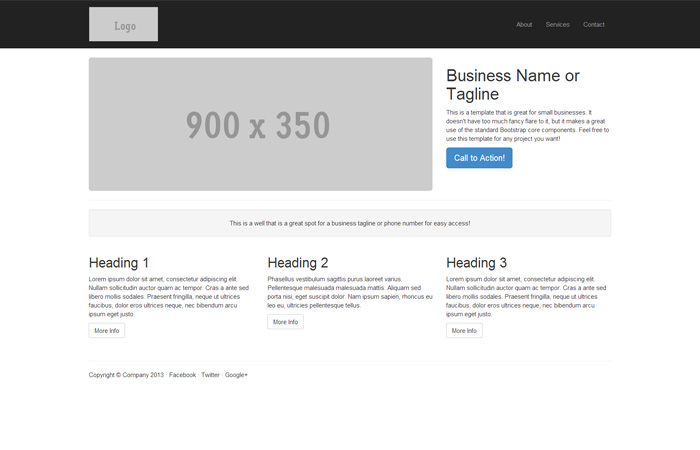 Logo
About Services Contact
900 x 350
Business Name or
Tagline
This is a template that is great for small businesses. It
doesn't have too much fancy flare to it, but it makes a great
use of the standard Bootstrap core components. Feel free to
use this template for any project you want!
Call to Action!
This is a well that is a great spot for a business tagline or phone number for easy access!
Heading 1
Lorem ipsum dolor sit amet, consectetur adipiscing elit.
Nullam sollicitudin auctor quam ac tempor. Cras a ante sed
libero mollis sodales. Praesent fringilla, neque ut ultrices
faucibus, dolor eros ultrices neque, nec bibendum arcu
ipsum eget justo.
More Info
Heading 2
Phasellus vestibulum sagittis purus laoreet varius.
Pellentesque malesuada malesuada mattis. Aliquam sed
porta nisi, eget suscipit dolor. Nam ipsum sapien, rhoncus eu
leo eu, ultricies pellentesque tellus.
More Info
Heading 3
Lorem ipsum dolor sit amet, consectetur adipiscing elit.
Nullam sollicitudin auctor quam ac tempor. Cras a ante sed
libero mollis sodales. Praesent fringilla, neque ut ultrices
faucibus, dolor eros ultrices neque, nec bibendum arcu
ipsum eget justo.
More Info
Copyright © Company 2013 · Facebook · Twitter · Google+